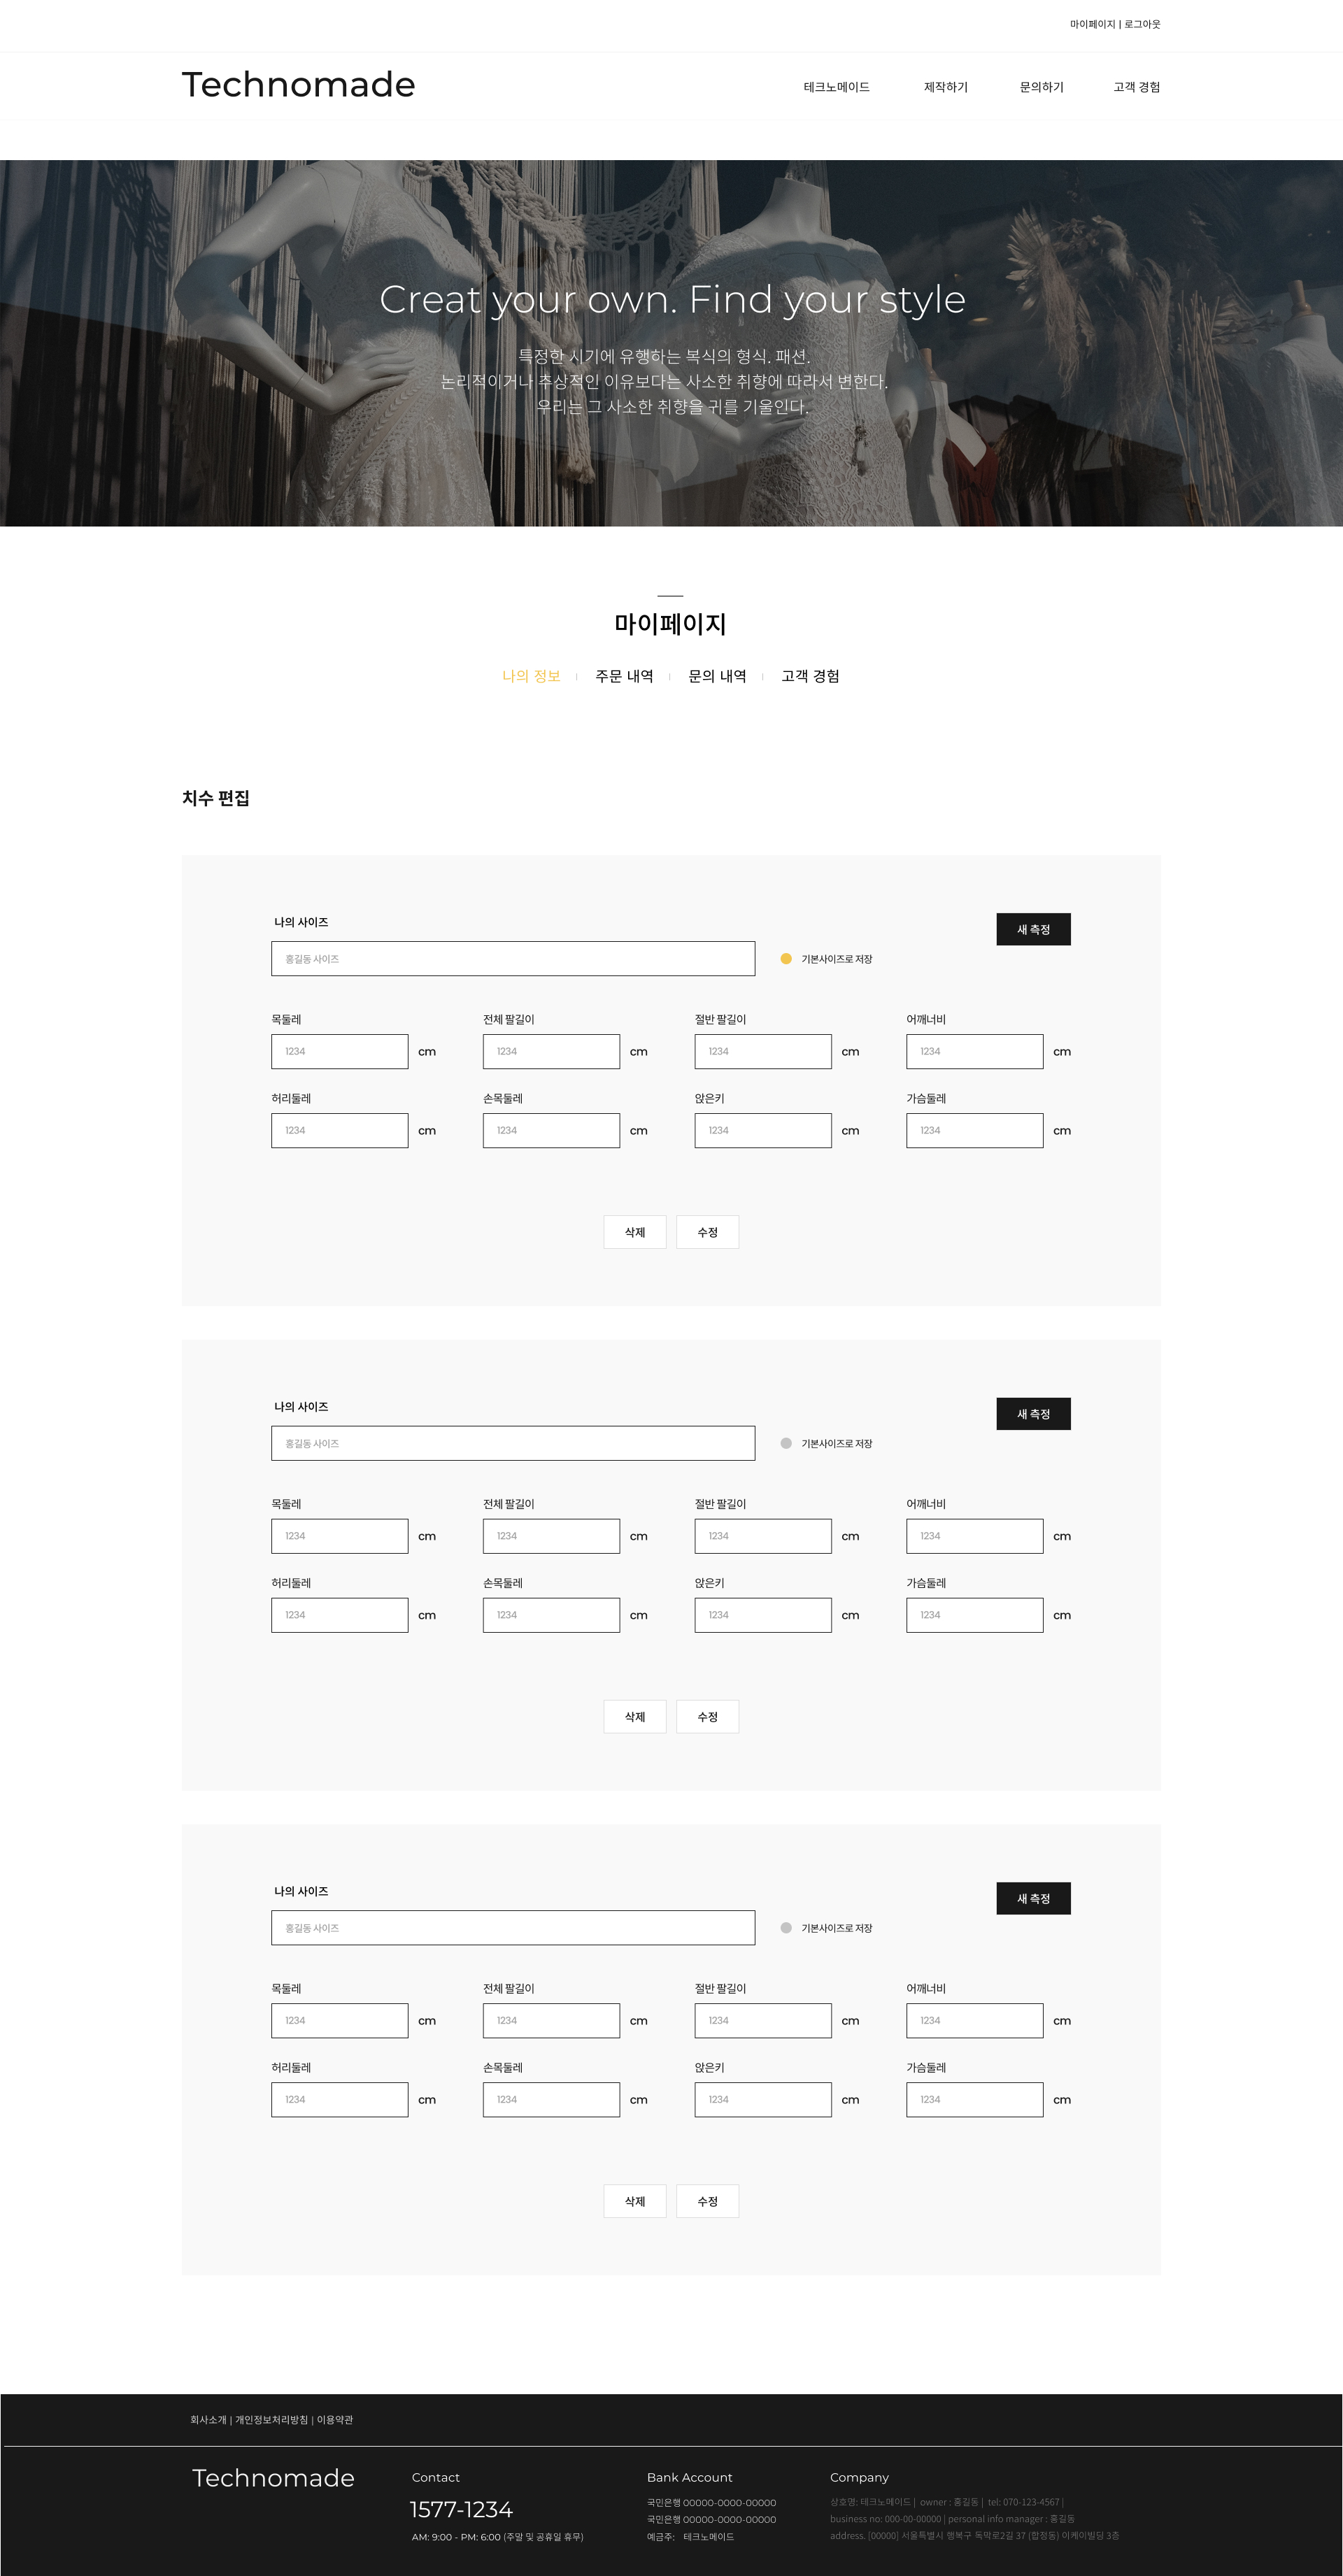 마이페이지 | 로그아웃
Technomade
테크노메이드 제작하기 문의하기 고객 경험
Creat your own. Find your style
특정한 시기에 유행하는 복식의 형식. 패션.
논리적이거나 추상적인 이유보다는 사소한 취향에 따라서 변한다.
우리는 그 사소한 취향을 귀를 기울인다.
마이페이지
나의 정보 | 주문 내역 | 문의 내역 | 고객 경험
치수 편집
나의 사이즈
새 측정
홍길동 사이즈 기본사이즈로 저장
목둘레 전체 팔길이 절반 팔길이 어깨너비
1234 cm 1234 cm 1234 cm 1234 cm
허리둘레 손목둘레 앉은키 가슴둘레
1234 cm 1234 cm 1234 cm 1234 cm
삭제 수정
나의 사이즈
새 측정
홍길동 사이즈 기본사이즈로 저장
목둘레 전체 팔길이 절반 팔길이 어깨너비
1234 cm 1234 cm 1234 cm 1234 cm
허리둘레 손목둘레 앉은키 가슴둘레
1234 cm 1234 cm 1234 cm 1234 cm
삭제 수정
나의 사이즈
새 측정
홍길동 사이즈 기본사이즈로 저장
목둘레 전체 팔길이 절반 팔길이 어깨너비
1234 cm 1234 cm 1234 cm 1234 cm
허리둘레 손목둘레 앉은키 가슴둘레
1234 cm 1234 cm 1234 cm 1234 cm
삭제 수정
회사소개 | 개인정보처리방침 | 이용약관
Technomade
Contact
1577-1234
AM: 9:00 - PM: 6:00 (주말 및 공휴일 휴무)
Bank Account
국민은행 00000-0000-00000
국민은행 00000-0000-00000
예금주: 테크노메이드
Company
상호명: 테크노메이드 | owner : 홍길동 | tel: 070-123-4567 |
business no: 000-00-00000 | personal info manager : 홍길동
address. [00000] 서울특별시 행복구 독막로2길 37 (합정동) 이케이빌딩 3층